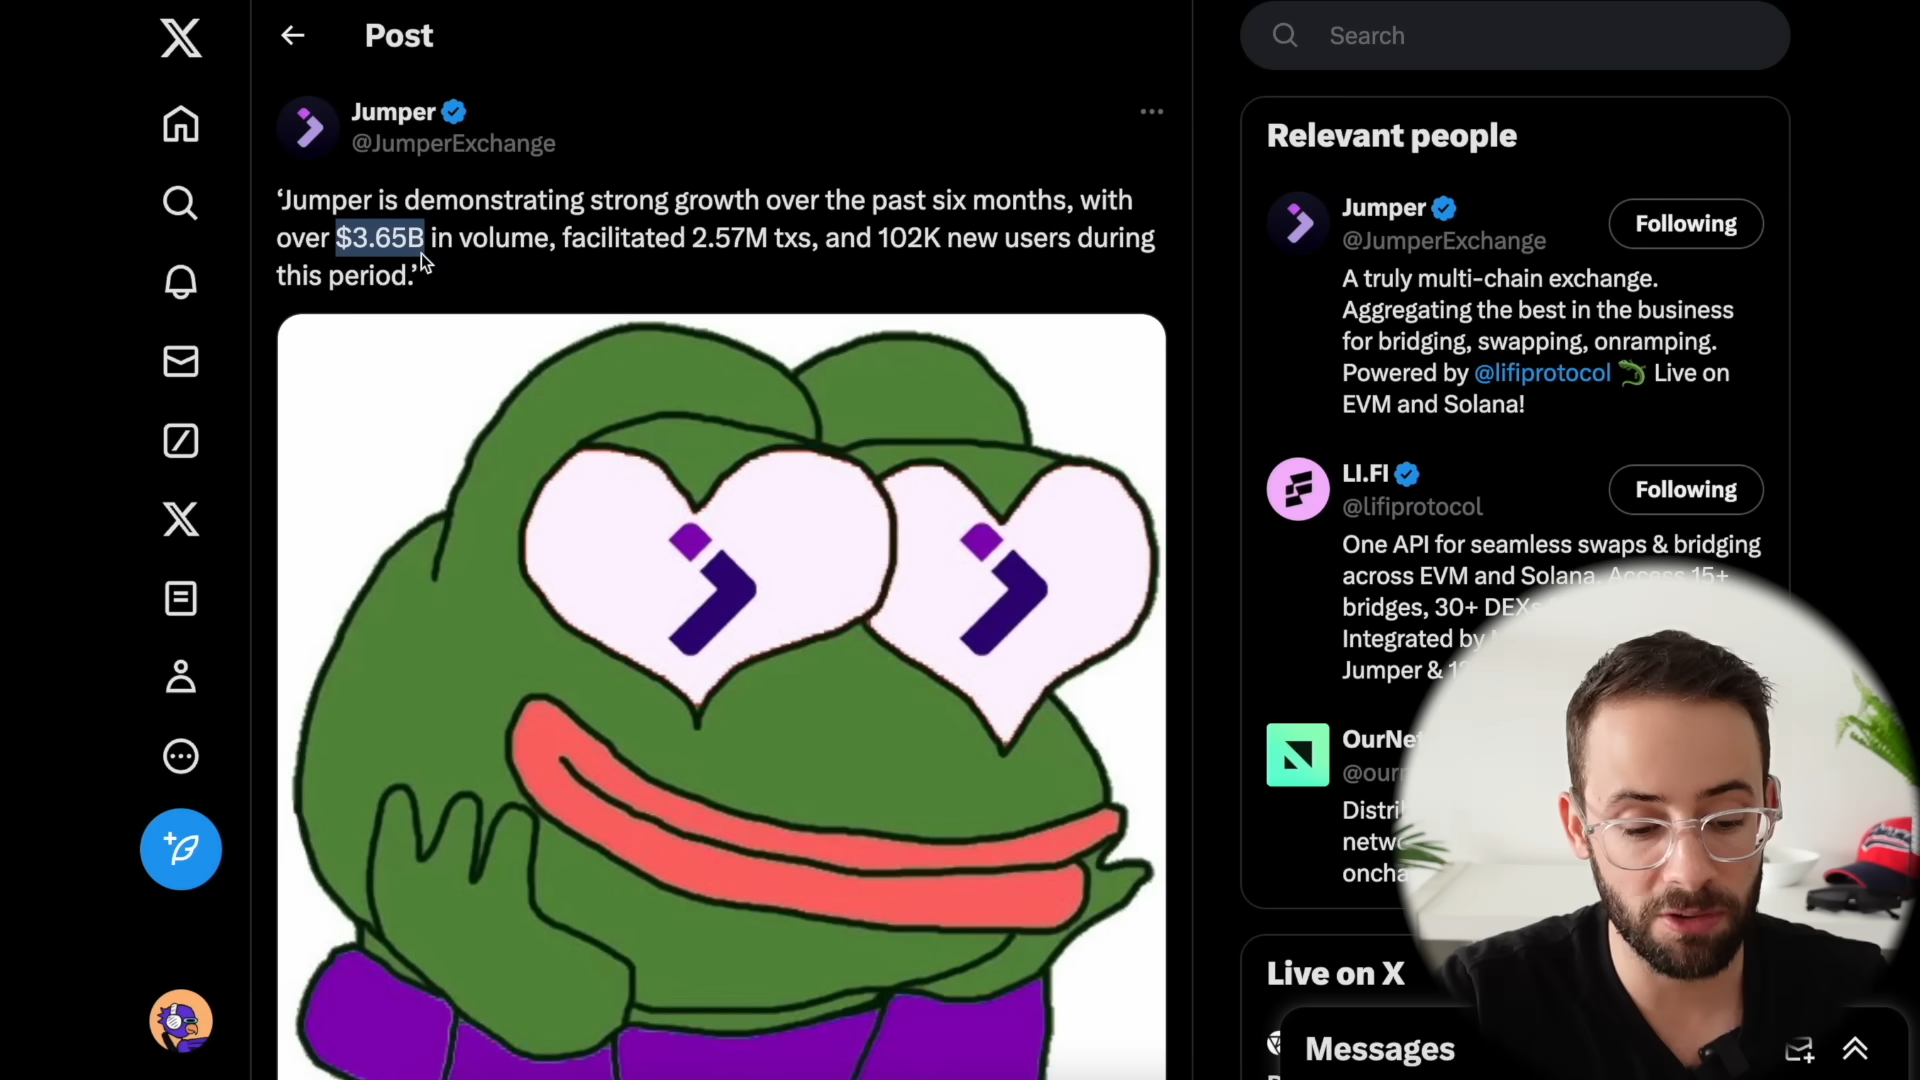 Post
Search
Jumper
@JumperExchange
‘Jumper is demonstrating strong growth over the past six months, with
over $3.65B in volume, facilitated 2.57M txs, and 102K new users during
this period.’
Relevant people
Jumper
@JumperExchange
Following
A truly multi-chain exchange.
Aggregating the best in the business
for bridging, swapping, onramping.
Powered by @lifiprotocol 🦎 Live on
EVM and Solana!
LI.FI
@lifiprotocol
Following
One API for seamless swaps & bridging
across EVM and Solana. Access 15+
bridges, 30+ DEXs
Integrated by
Jumper &
Live on X
Messages